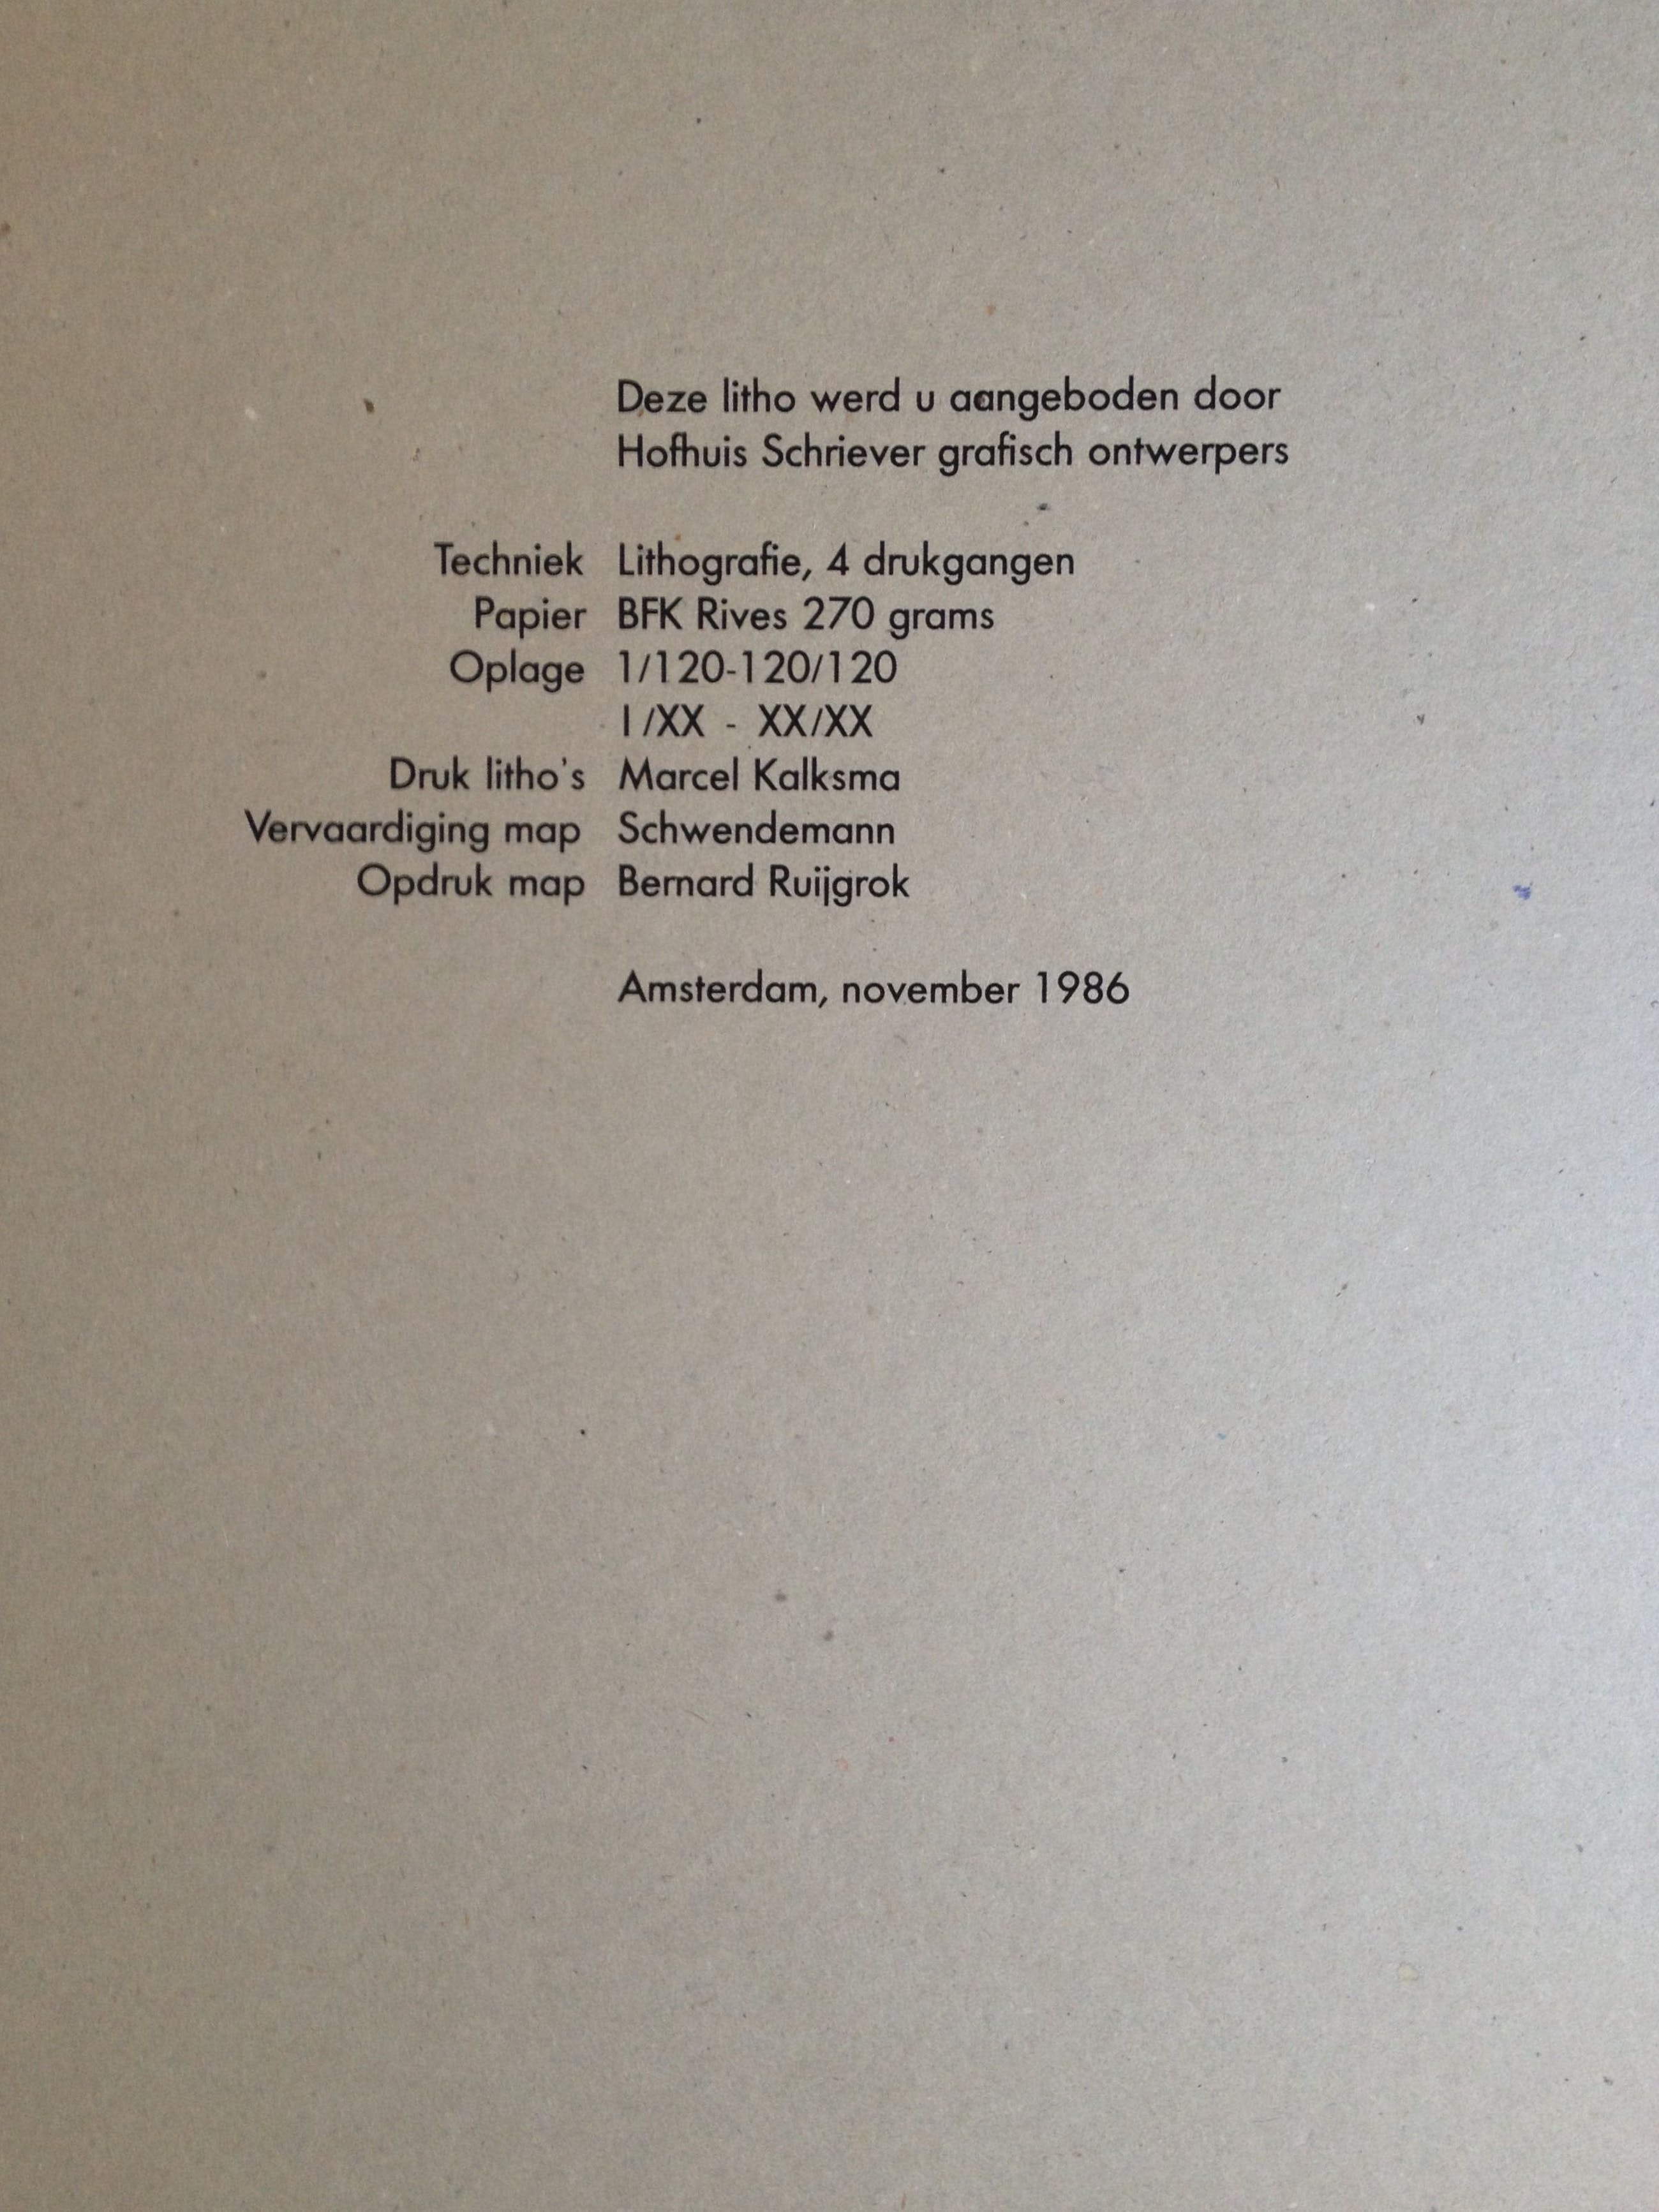 Deze litho werd u aangeboden door
Hofhuis Schriever grafisch ontwerpers
Techniek Lithografie, 4 drukgangen
Papier BFK Rives 270 grams
Oplage 1/120-120/120
I /XX - XX/XX
Druk litho's Marcel Kalksma
Vervaardiging map Schwendemann
Opdruk map Bernard Ruijgrok
Amsterdam, november 1986